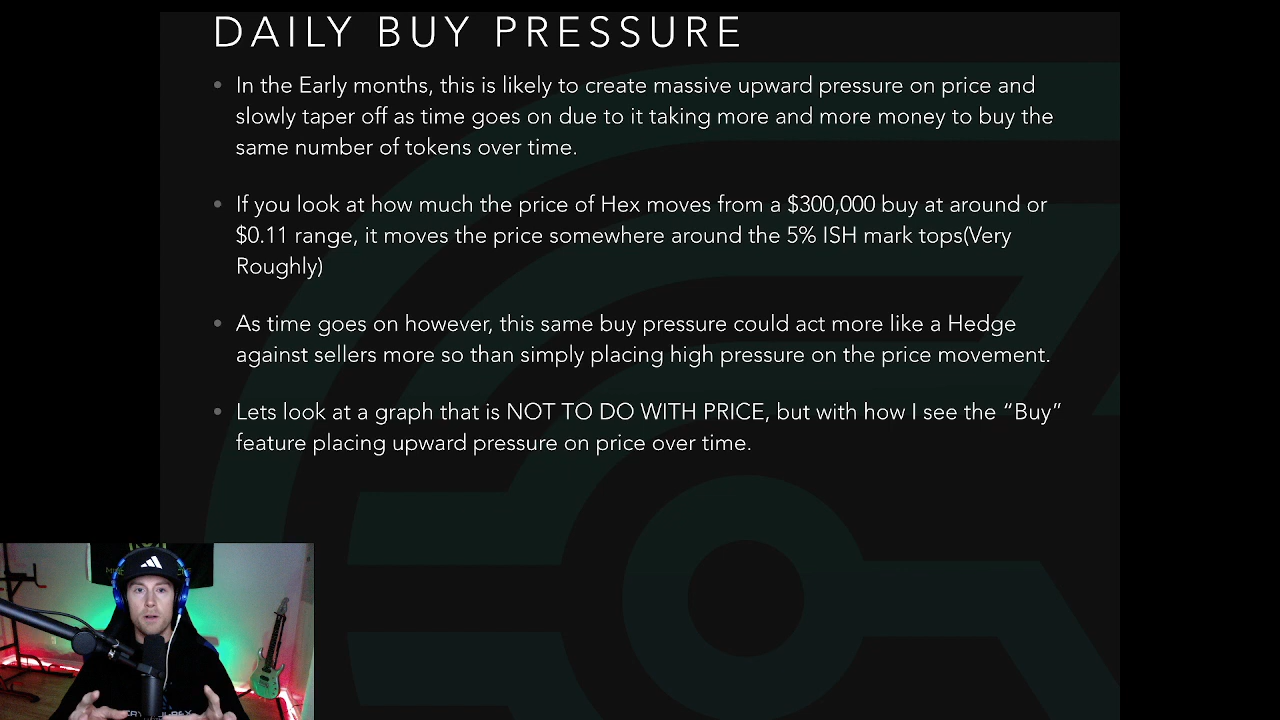 DAILY BUY PRESSURE
In the Early months, this is likely to create massive upward pressure on price and
slowly taper off as time goes on due to it taking more and more money to buy the
same number of tokens over time.
If you look at how much the price of Hex moves from a $300,000 buy at around or
$0.11 range, it moves the price somewhere around the 5% ISH mark tops(Very
Roughly)
As time goes on however, this same buy pressure could act more like a Hedge
against sellers more so than simply placing high pressure on the price movement.
Lets look at a graph that is NOT TO DO WITH PRICE, but with how I see the “Buy”
feature placing upward pressure on price over time.